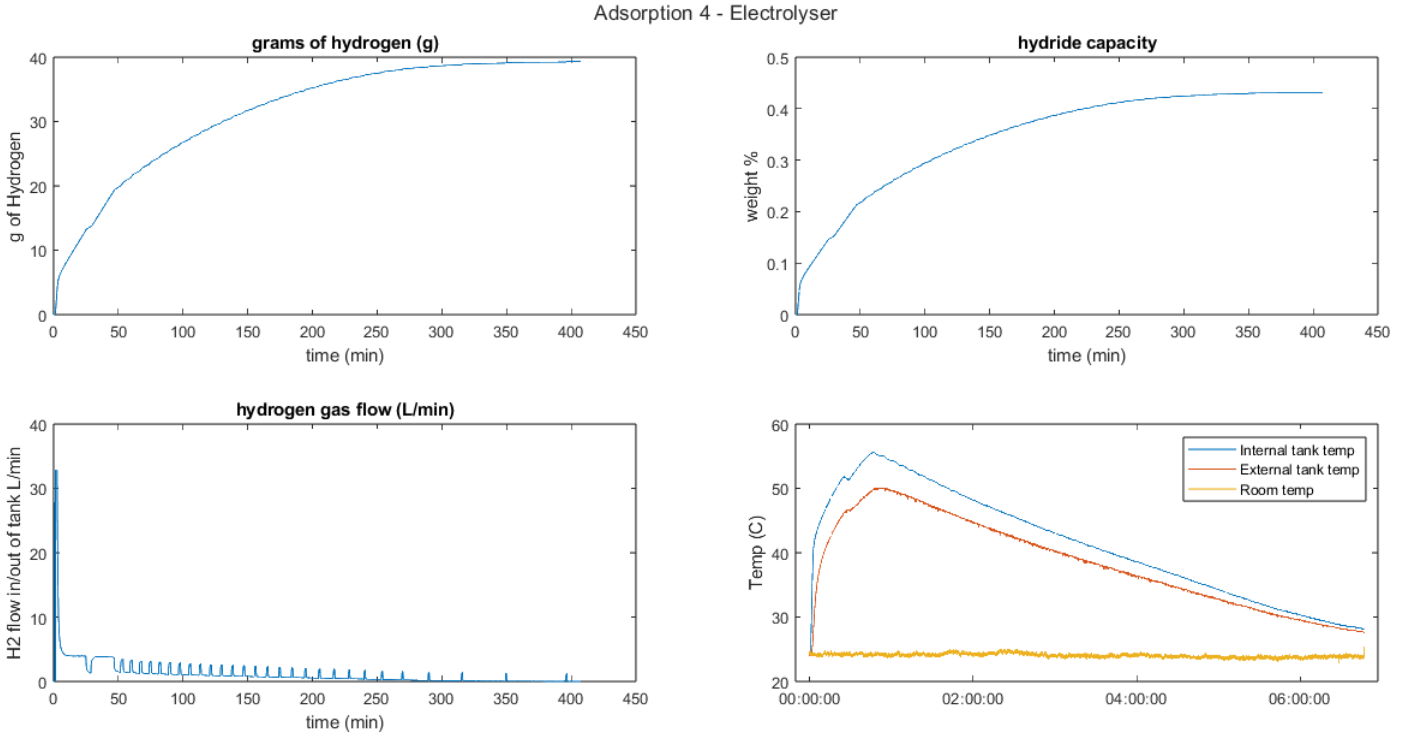 Adsorption 4 - Electrolyser
grams of hydrogen (g)
g of Hydrogen
40
30
20
10
0
0 50 100 150 200 250 300 350 400 450
time (min)
hydride capacity
weight %
0.5
0.4
0.3
0.2
0.1
0
0 50 100 150 200 250 300 350 400 450
time (min)
hydrogen gas flow (L/min)
H2 flow in/out of tank L/min
40
30
20
10
0
0 50 100 150 200 250 300 350 400 450
time (min)
Temp (C)
60
50
40
30
20
00:00:00 02:00:00 04:00:00 06:00:00
Internal tank temp
External tank temp
Room temp